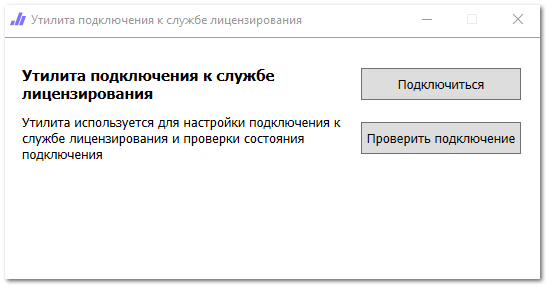 Утилита подключения к службе лицензирования
Утилита подключения к службе
лицензирования
Подключиться
Утилита используется для настройки подключения к
службе лицензирования и проверки состояния
подключения
Проверить подключение